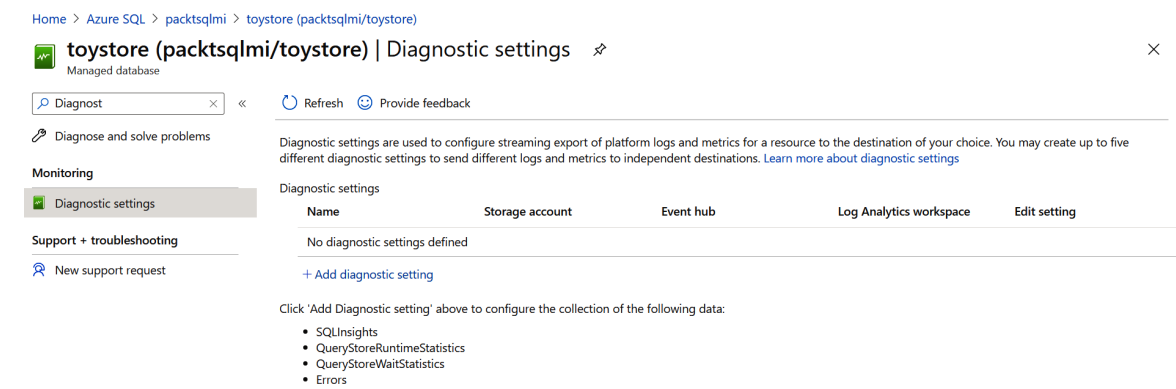 Home > Azure SQL > packtsqlmi > toystore (packtsqlmi/toystore)
toystore (packtsqlmi/toystore) | Diagnostic settings
Managed database
Diagnost
Refresh
Provide feedback
Diagnose and solve problems
Monitoring
Diagnostic settings
Support + troubleshooting
New support request
Diagnostic settings are used to configure streaming export of platform logs and metrics for a resource to the destination of your choice. You may create up to five
different diagnostic settings to send different logs and metrics to independent destinations. Learn more about diagnostic settings
Diagnostic settings
Name Storage account Event hub Log Analytics workspace Edit setting
No diagnostic settings defined
+ Add diagnostic setting
Click 'Add Diagnostic setting' above to configure the collection of the following data:
• SQLInsights
• QueryStoreRuntimeStatistics
• QueryStoreWaitStatistics
• Errors